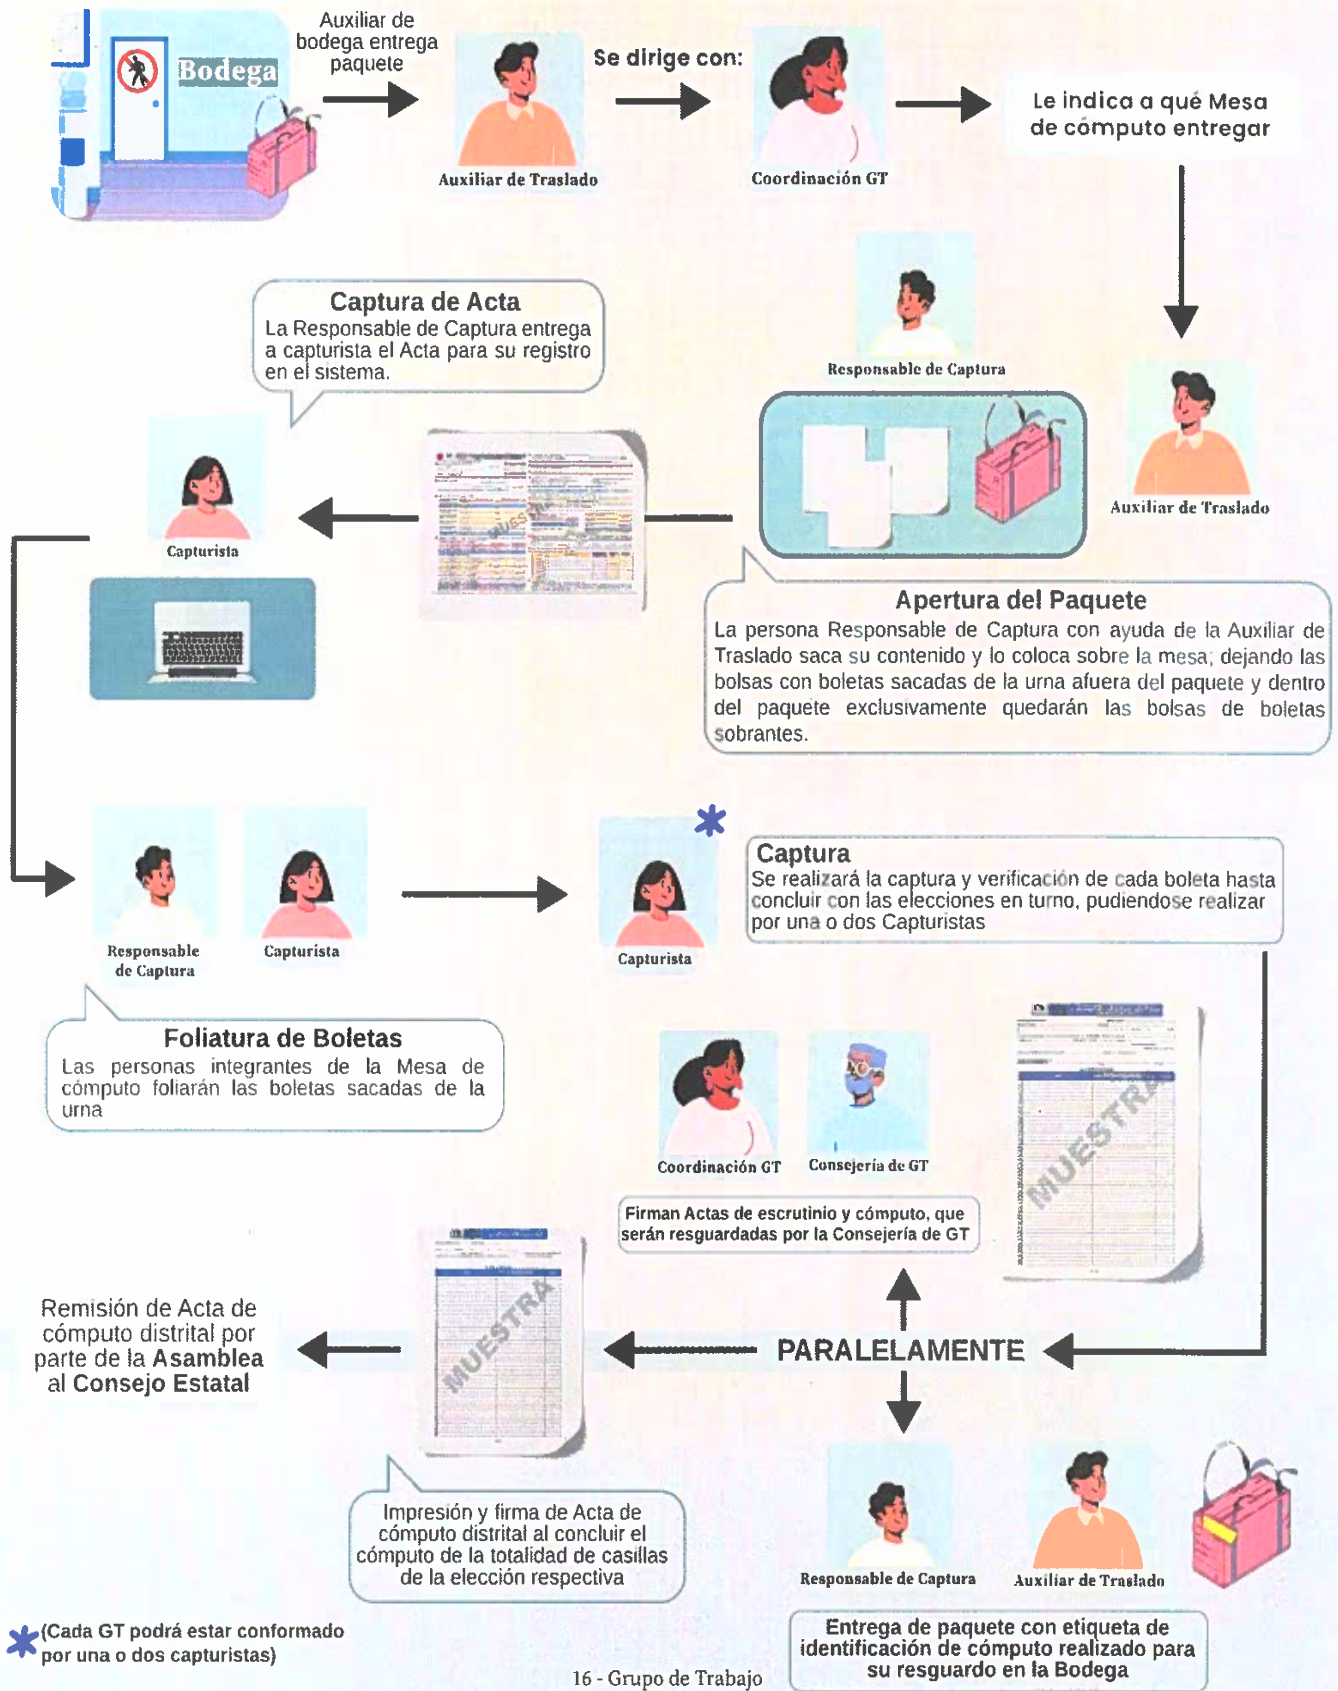 Auxiliar de
bodega entrega
paquete
Bodega
Se dirige con:
Auxiliar de Traslado
Coordinación GT
Le indica a qué Mesa
de cómputo entregar
Captura de Acta
La Responsable de Captura entrega
a capturista el Acta para su registro
en el sistema.
Responsable de Captura
Auxiliar de Traslado
Capturista
MUESTRA
Apertura del Paquete
La persona Responsable de Captura con ayuda de la Auxiliar de
Traslado saca su contenido y lo coloca sobre la mesa; dejando las
bolsas con boletas sacadas de la urna afuera del paquete y dentro
del paquete exclusivamente quedarán las bolsas de boletas
sobrantes.
Responsable
de Captura
Capturista
Capturista
Captura
Se realizará la captura y verificación de cada boleta hasta
concluir con las elecciones en turno, pudiendose realizar
por una o dos Capturistas
Foliatura de Boletas
Las personas integrantes de la Mesa de
cómputo foliarán las boletas sacadas de la
urna
Coordinación GT
Consejería de GT
Firman Actas de escrutinio y cómputo, que
serán resguardadas por la Consejería de GT
MUESTRA
MUESTRA
PARALELAMENTE
Remisión de Acta de
cómputo distrital por
parte de la Asamblea
al Consejo Estatal
Impresión y firma de Acta de
cómputo distrital al concluir el
cómputo de la totalidad de casillas
de la elección respectiva
Responsable de Captura
Auxiliar de Traslado
Entrega de paquete con etiqueta de
identificación de cómputo realizado para
su resguardo en la Bodega
(Cada GT podrá estar conformado
por una o dos capturistas)
16 - Grupo de Trabajo